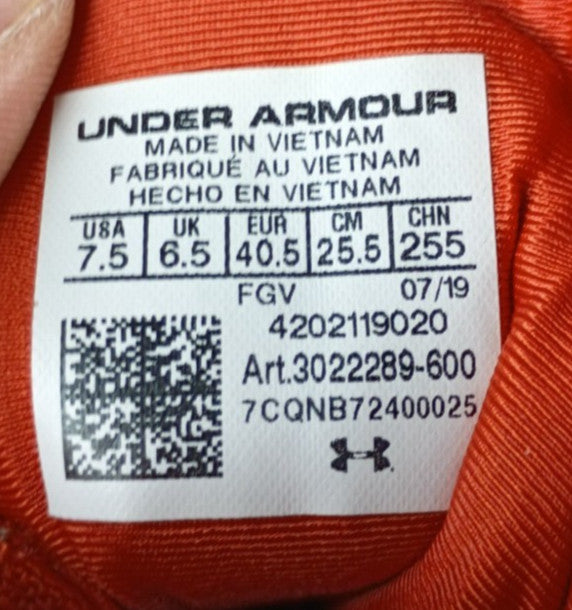 UNDER ARMOUR
MADE IN VIETNAM
FABRIQUÉ AU VIETNAM
HECHO EN VIETNAM
USA UK EUR CM CHN
7.5 6.5 40.5 25.5 255
FGV 07/19
4202119020
Art.3022289-600
7CQNB72400025